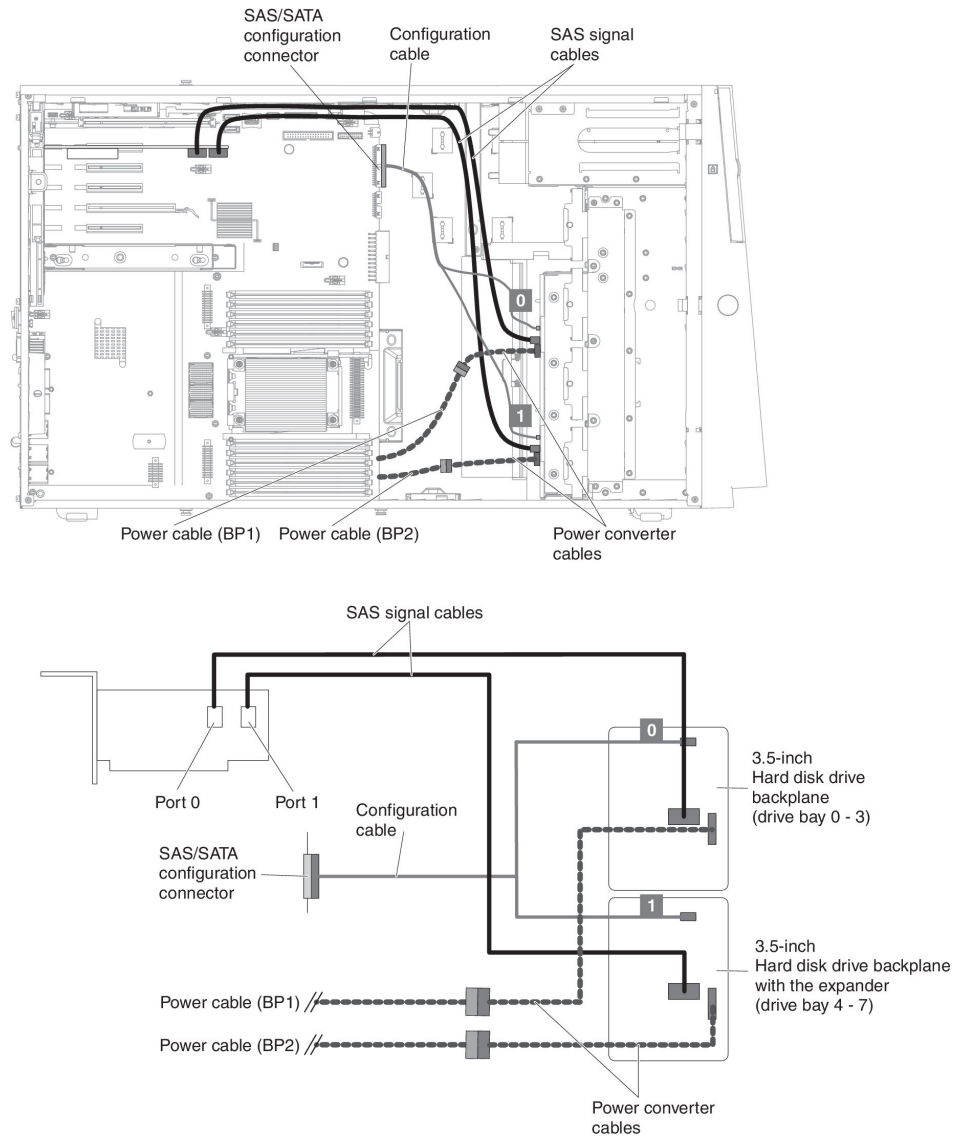 SAS/SATA
configuration
connector
Configuration
cable
SAS signal
cables
0
1
Power cable (BP1)
Power cable (BP2)
Power converter
cables
SAS signal cables
0
3.5-inch
Hard disk drive
backplane
(drive bay 0 - 3)
Port 0
Port 1
Configuration
cable
SAS/SATA
configuration
connector
1
3.5-inch
Hard disk drive backplane
with the expander
(drive bay 4 - 7)
Power cable (BP1)
Power cable (BP2)
Power converter
cables